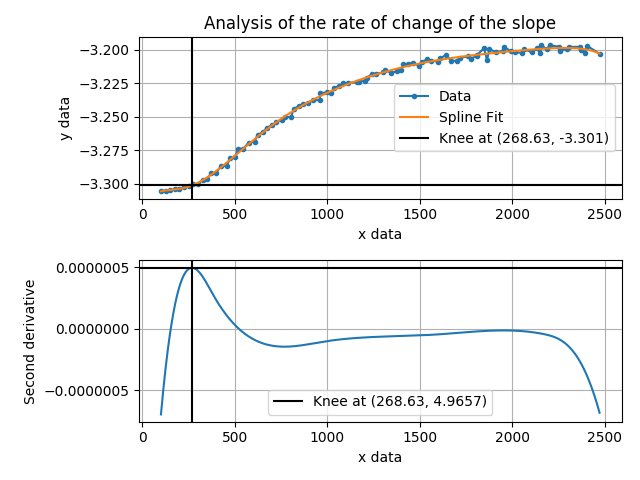 Analysis of the rate of change of the slope
y data
−3.200
−3.225
−3.250
−3.275
−3.300
Data
Spline Fit
Knee at (268.63, -3.301)
0 500 1000 1500 2000 2500
x data
Second derivative
0.0000005
0.0000000
−0.0000005
Knee at (268.63, 4.9657)
0 500 1000 1500 2000 2500
x data